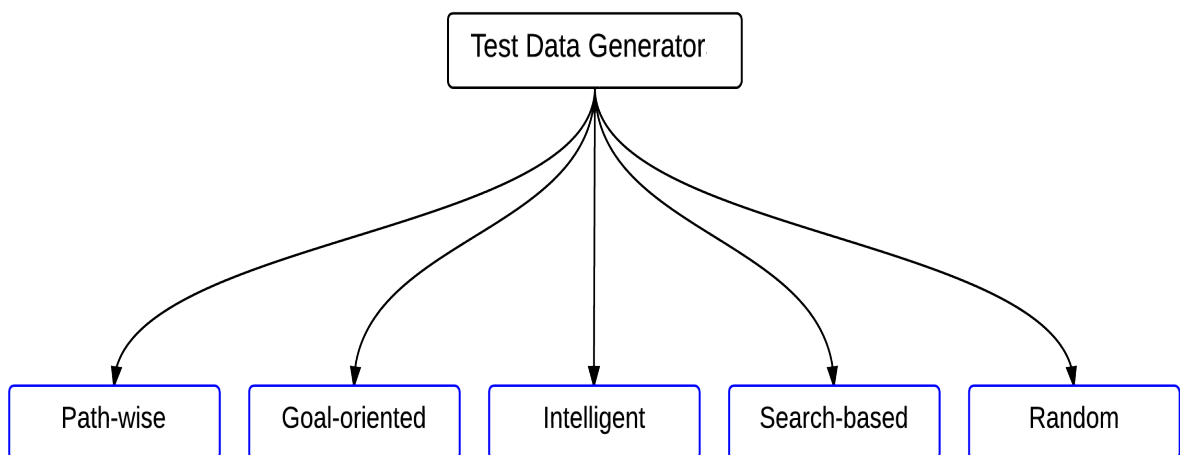 Test Data Generator
Path-wise
Goal-oriented
Intelligent
Search-based
Random